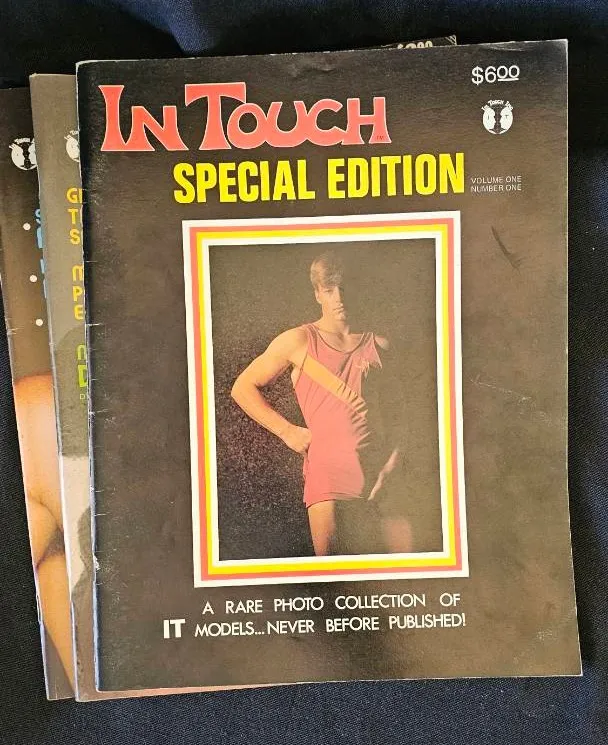 $6.00
IN TOUCH
SPECIAL EDITION
VOLUME ONE
NUMBER ONE
A RARE PHOTO COLLECTION OF
IT MODELS...NEVER BEFORE PUBLISHED!